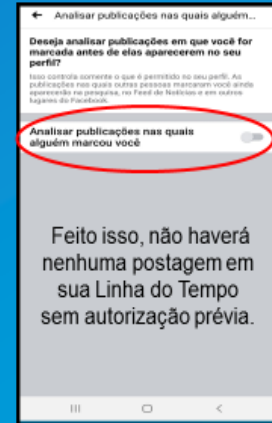 ← Analisar publicações nas quais alguém...
Deseja analisar publicações em que você for
marcada antes de elas aparecerem no seu
perfil?
Isso controla somente o que é permitido no seu perfil. As
publicações nas quais outras pessoas marcaram você ainda
aparecerão na pesquisa, no Feed de Notícias e em outros
lugares do Facebook.
Analisar publicações nas quais
alguém marcou você
Feito isso, não haverá
nenhuma postagem em
sua Linha do Tempo
sem autorização prévia.